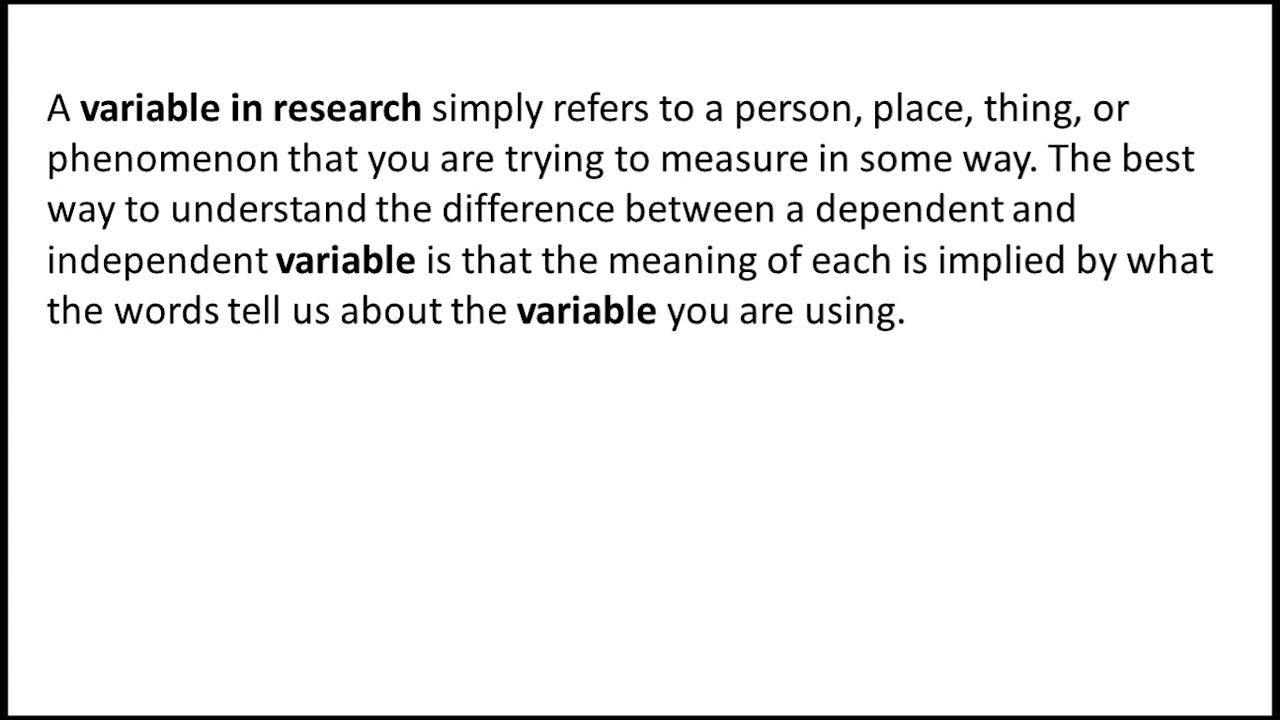 A variable in research simply refers to a person, place, thing, or
phenomenon that you are trying to measure in some way. The best
way to understand the difference between a dependent and
independent variable is that the meaning of each is implied by what
the words tell us about the variable you are using.